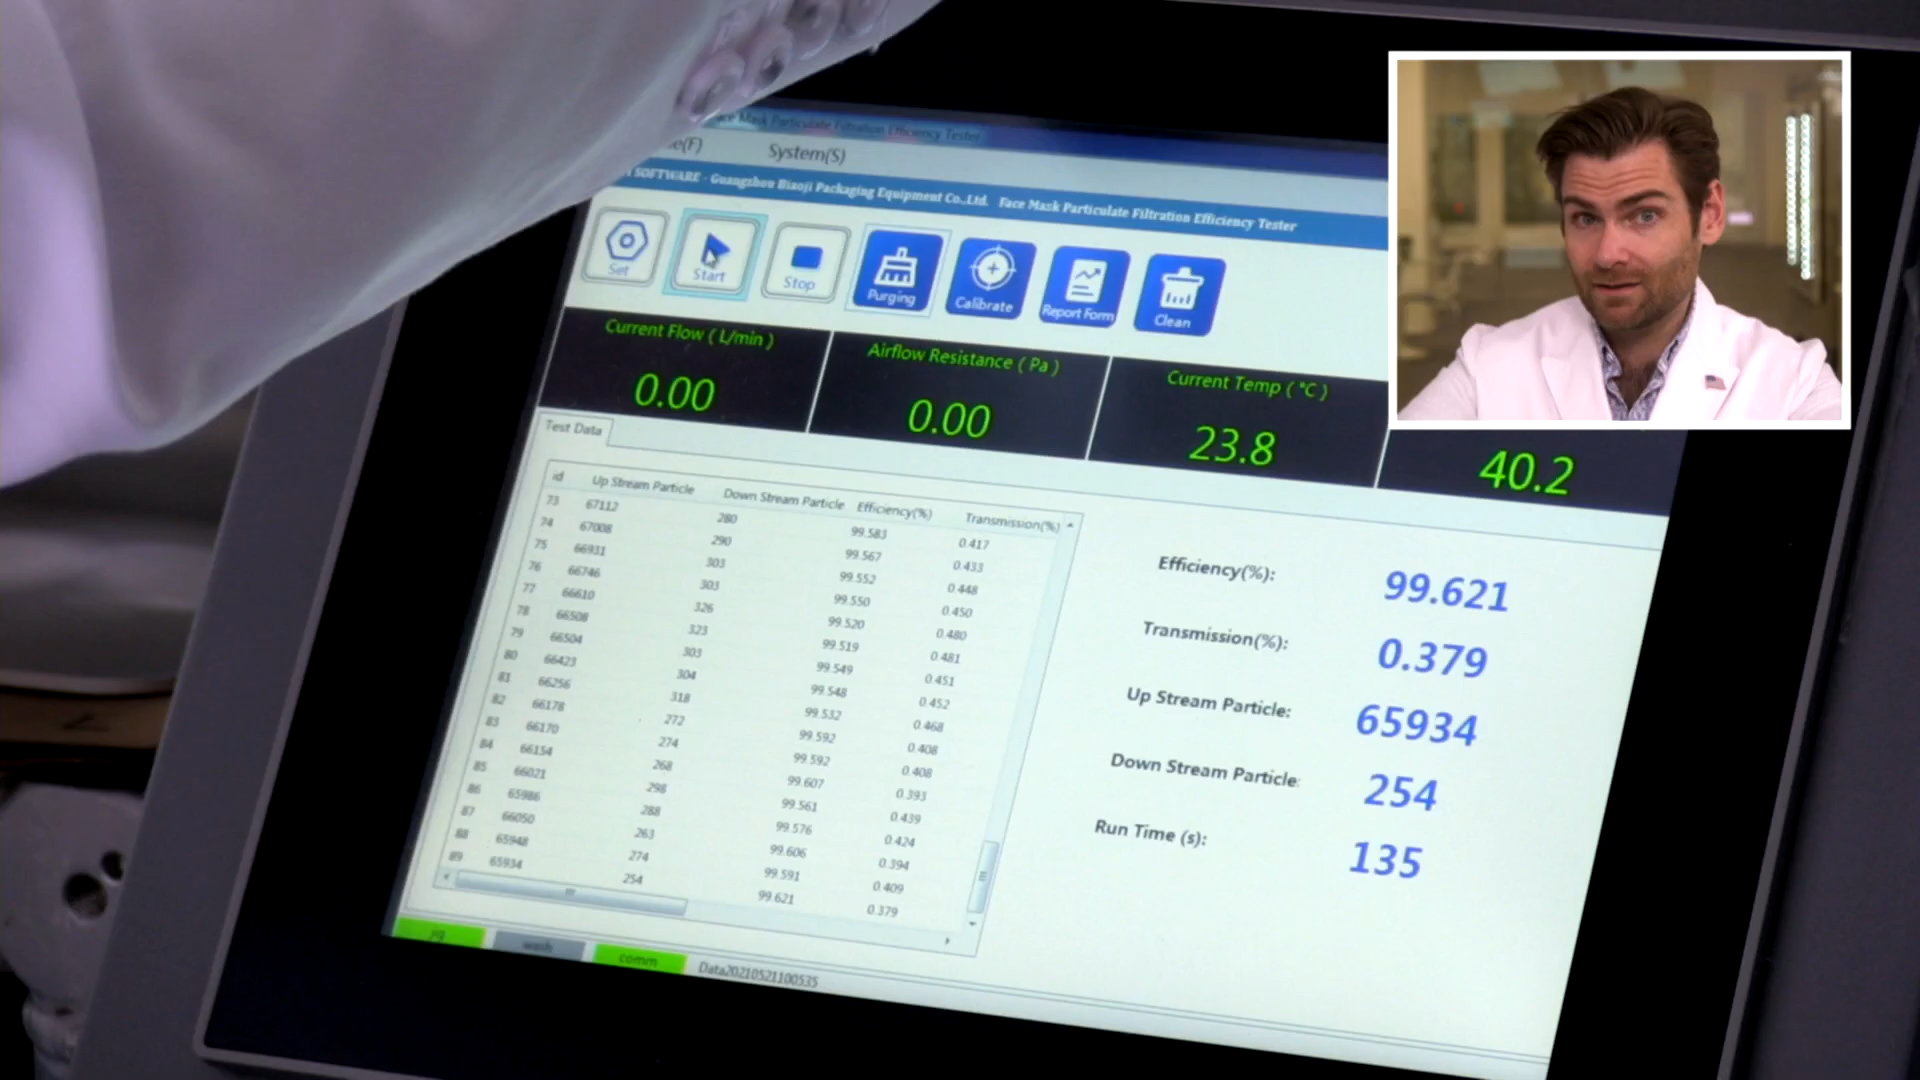 ace Mask Particulate Filtration Efficiency Tester
e(F) System(S)
SOFTWARE - Guangzhou Biaoji Packaging Equipment Co.,Ltd. Face Mask Particulate Filtration Efficiency Tester
Set Start Stop Purging Calibrate Report Form Clean
Current Flow ( L/min ) Airflow Resistance ( Pa ) Current Temp ( °C )
0.00 0.00 23.8 40.2
Test Data
id Up Stream Particle Down Stream Particle Efficiency(%) Transmission(%)
73 67112 280 99.583 0.417
74 67008 290 99.567 0.433
75 66931 303 99.552 0.448
76 66746 303 99.550 0.450
77 66610 326 99.520 0.480
78 66508 323 99.519 0.481
79 66504 303 99.549 0.451
80 66423 304 99.548 0.452
81 66256 318 99.532 0.468
82 66178 272 99.592 0.408
83 66170 274 99.592 0.408
84 66154 268 99.607 0.393
85 66021 298 99.561 0.439
86 65986 288 99.576 0.424
87 66050 263 99.606 0.394
88 65948 274 99.591 0.409
89 65934 254 99.621 0.379
Efficiency(%): 99.621
Transmission(%): 0.379
Up Stream Particle: 65934
Down Stream Particle: 254
Run Time (s): 135
wash comm Data20210521100535